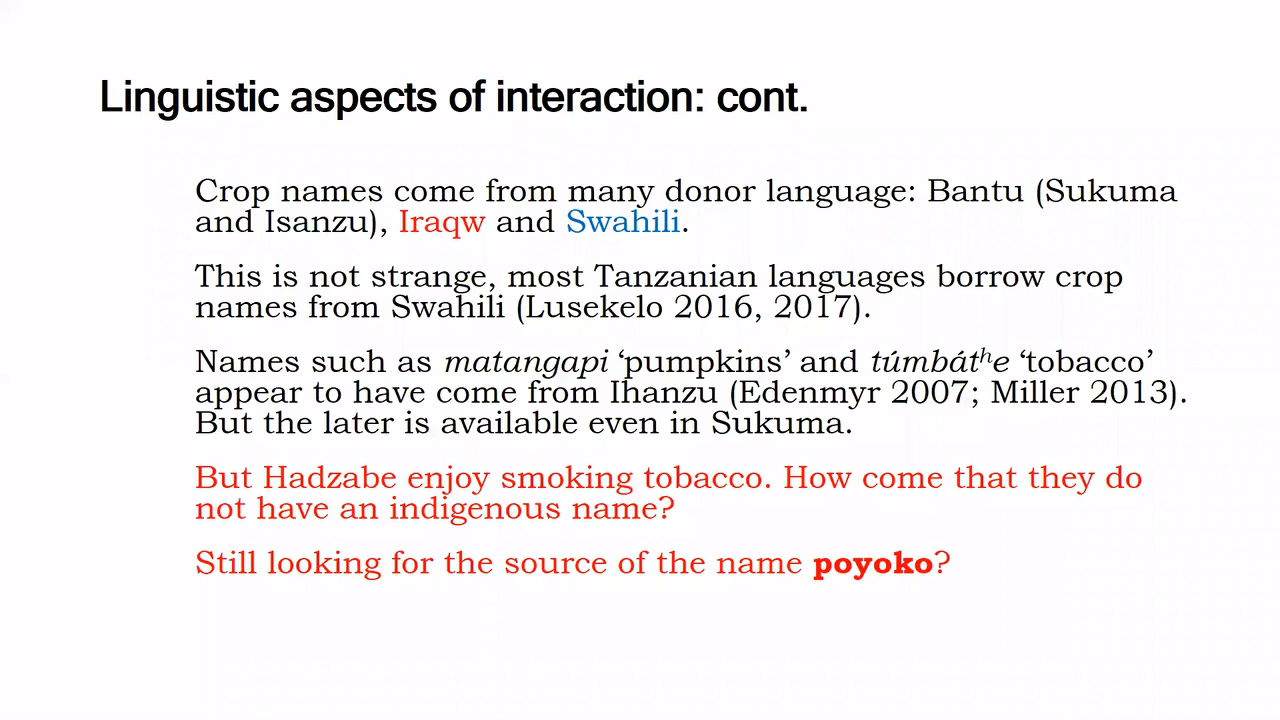 Linguistic aspects of interaction: cont.
Crop names come from many donor language: Bantu (Sukuma
and Isanzu), Iraqw and Swahili.
This is not strange, most Tanzanian languages borrow crop
names from Swahili (Lusekelo 2016, 2017).
Names such as matangapi ‘pumpkins’ and túmbátʰe ‘tobacco’
appear to have come from Ihanzu (Edenmyr 2007; Miller 2013).
But the later is available even in Sukuma.
But Hadzabe enjoy smoking tobacco. How come that they do
not have an indigenous name?
Still looking for the source of the name poyoko?